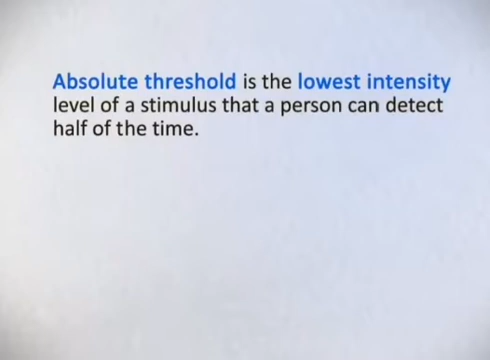 Absolute threshold is the lowest intensity
level of a stimulus that a person can detect
half of the time.